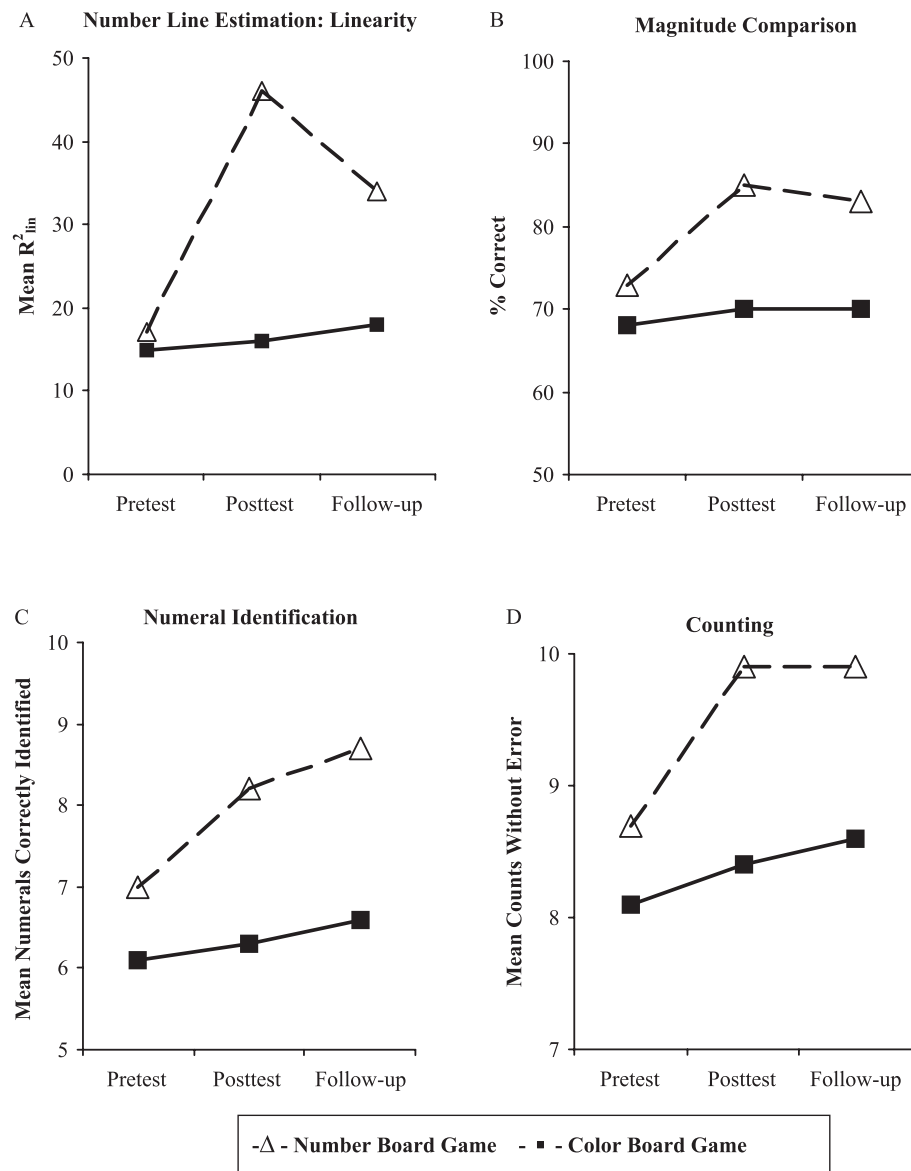 A Number Line Estimation: Linearity
50
40
30
20
10
0
Mean R²lin
Pretest Posttest Follow-up
B Magnitude Comparison
100
90
80
70
60
50
% Correct
Pretest Posttest Follow-up
C Numeral Identification
10
9
8
7
6
5
Mean Numerals Correctly Identified
Pretest Posttest Follow-up
D Counting
10
9
8
7
Mean Counts Without Error
Pretest Posttest Follow-up
-Δ - Number Board Game - ■ - Color Board Game